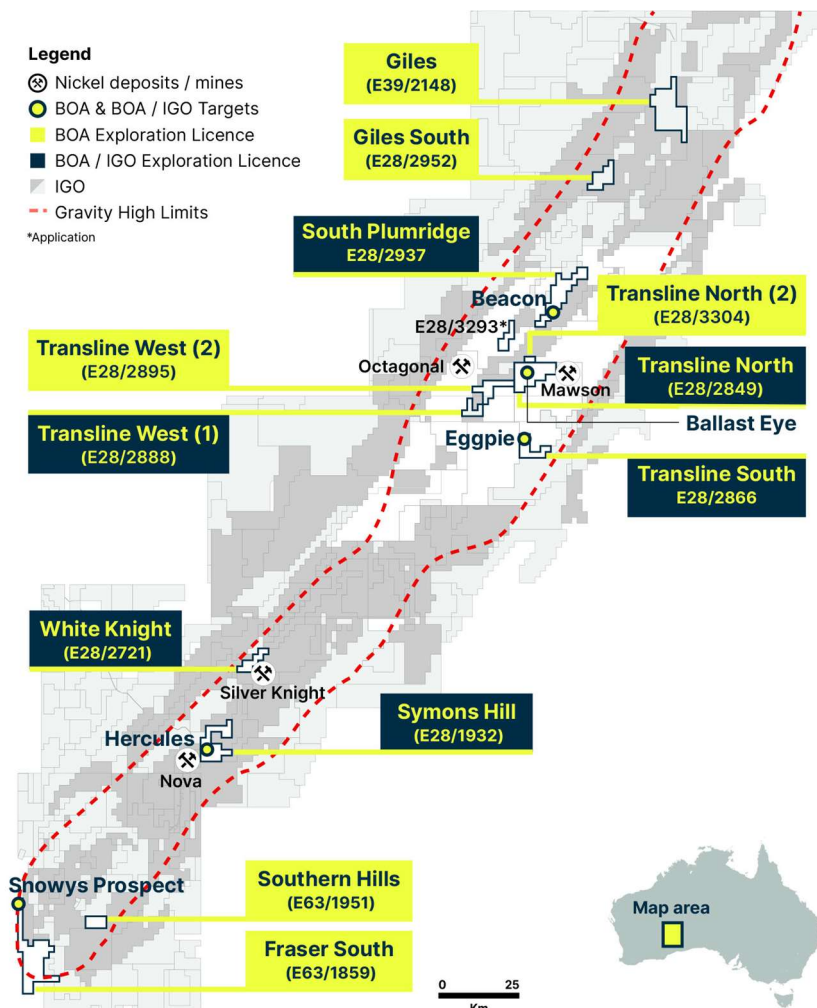 Legend
Nickel deposits / mines
BOA & BOA / IGO Targets
BOA Exploration Licence
BOA / IGO Exploration Licence
IGO
Gravity High Limits
*Application
Giles
(E39/2148)
Giles South
(E28/2952)
South Plumridge
E28/2937
Beacon
Transline North (2)
(E28/3304)
E28/3293*
Transline West (2)
(E28/2895)
Octagonal
Mawson
Transline North
(E28/2849)
Transline West (1)
(E28/2888)
Ballast Eye
Eggpie
Transline South
E28/2866
White Knight
(E28/2721)
Silver Knight
Symons Hill
(E28/1932)
Hercules
Nova
Snowys Prospect
Southern Hills
(E63/1951)
Fraser South
(E63/1859)
Map area
0 25
Km